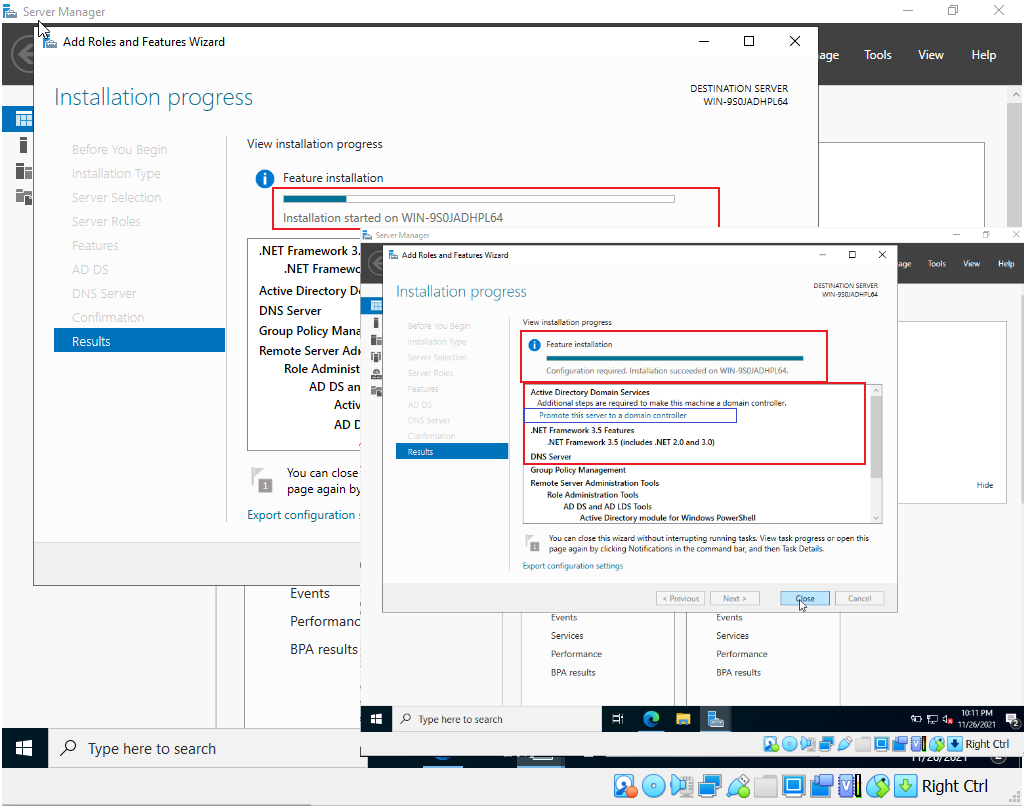 Server Manager
Add Roles and Features Wizard
age Tools View Help
Installation progress
DESTINATION SERVER
WIN-9S0JADHPL64
Before You Begin
Installation Type
Server Selection
Server Roles
Features
AD DS
DNS Server
Confirmation
Results
View installation progress
Feature installation
Installation started on WIN-9S0JADHPL64
.NET Framework 3.
.NET Framewo
Active Directory D
DNS Server
Group Policy Mana
Remote Server Adm
Role Administ
AD DS an
Activ
AD D
1
You can close
page again by
Export configuration s
Events
Performanc
BPA results
Server Manager
Add Roles and Features Wizard
age Tools View Help
Installation progress
DESTINATION SERVER
WIN-9S0JADHPL64
Before You Begin
Installation Type
Server Selection
Server Roles
Features
AD DS
DNS Server
Confirmation
Results
View installation progress
Feature installation
Configuration required. Installation succeeded on WIN-9S0JADHPL64.
Active Directory Domain Services
Additional steps are required to make this machine a domain controller.
Promote this server to a domain controller
.NET Framework 3.5 Features
.NET Framework 3.5 (includes .NET 2.0 and 3.0)
DNS Server
Group Policy Management
Remote Server Administration Tools
Role Administration Tools
AD DS and AD LDS Tools
Active Directory module for Windows PowerShell
Hide
1
You can close this wizard without interrupting running tasks. View task progress or open this
page again by clicking Notifications in the command bar, and then Task Details.
Export configuration settings
< Previous Next > Close Cancel
Events Events
Services Services
Performance Performance
BPA results BPA results
Type here to search
10:11 PM
11/26/2021
2
Right Ctrl
Type here to search
11/26/2021
Right Ctrl